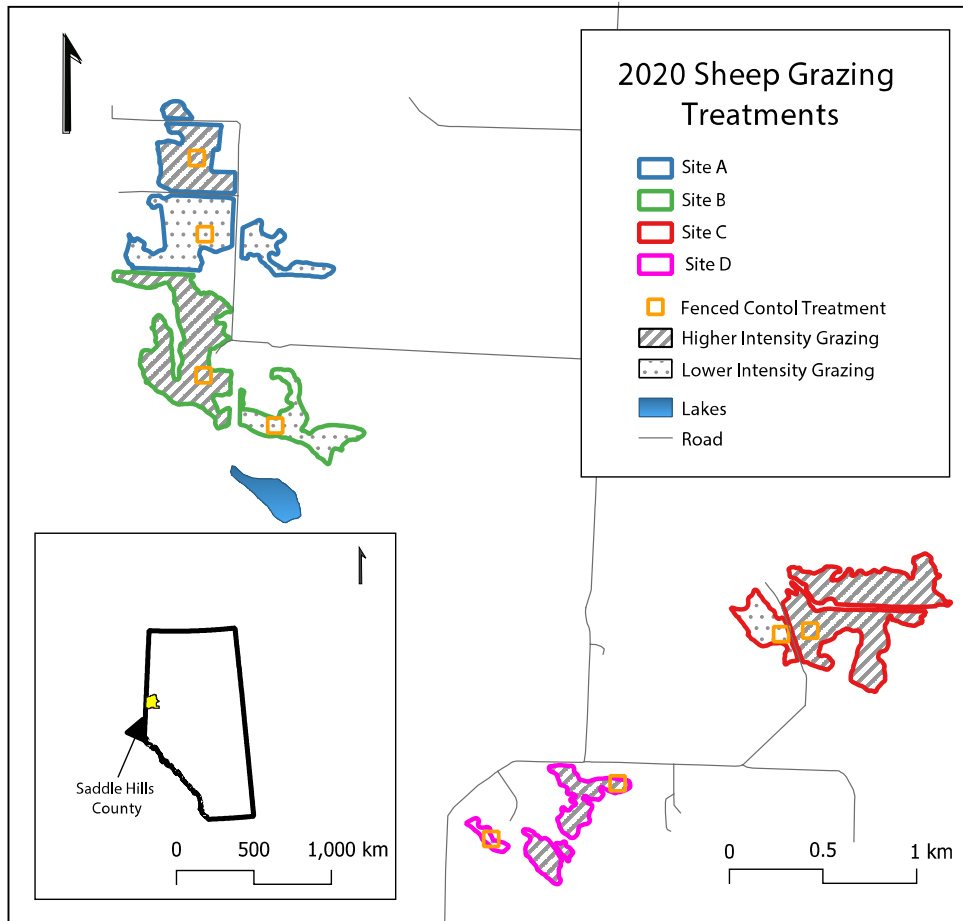 2020 Sheep Grazing
Treatments
Site A
Site B
Site C
Site D
Fenced Contol Treatment
Higher Intensity Grazing
Lower Intensity Grazing
Lakes
Road
Saddle Hills
County
0 500 1,000 km
0 0.5 1 km